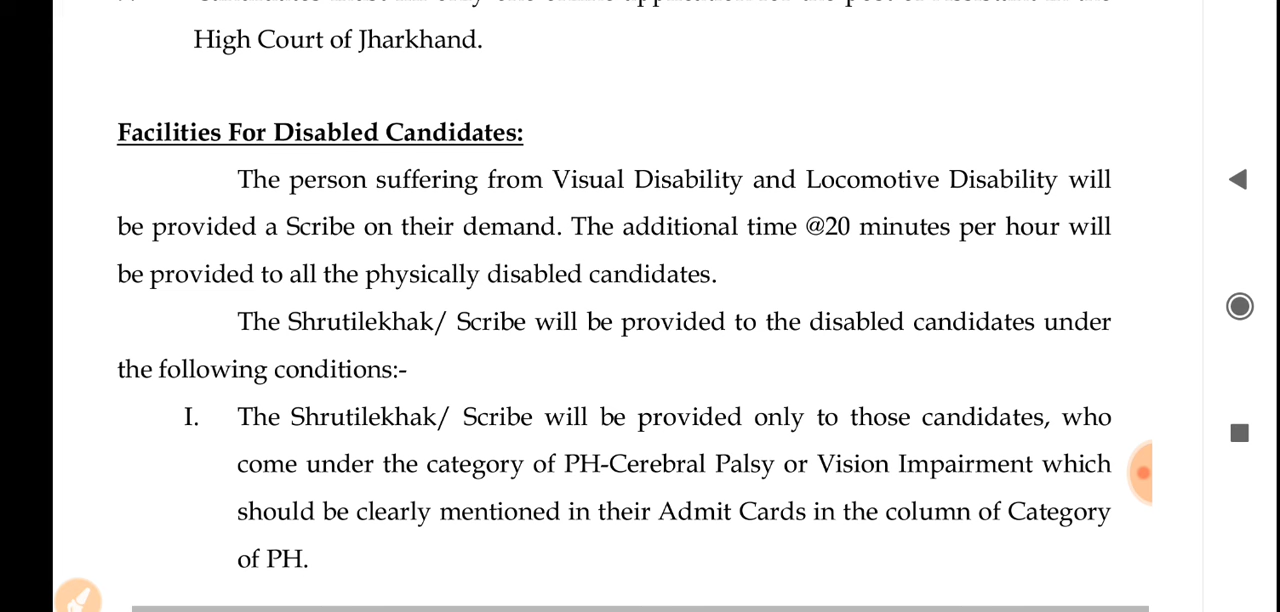 High Court of Jharkhand.
Facilities For Disabled Candidates:
The person suffering from Visual Disability and Locomotive Disability will
be provided a Scribe on their demand. The additional time @20 minutes per hour will
be provided to all the physically disabled candidates.
The Shrutilekhak/ Scribe will be provided to the disabled candidates under
the following conditions:-
I. The Shrutilekhak/ Scribe will be provided only to those candidates, who
come under the category of PH-Cerebral Palsy or Vision Impairment which
should be clearly mentioned in their Admit Cards in the column of Category
of PH.